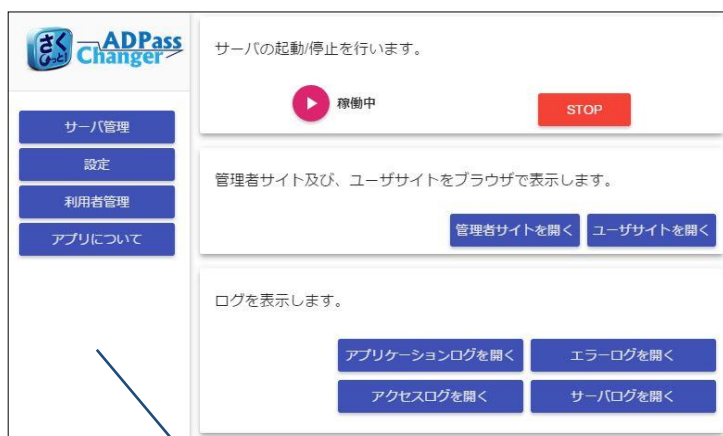 さくっと!
ADPass
Changer
サーバ管理
設定
利用者管理
アプリについて
サーバの起動/停止を行います。
稼働中
STOP
管理者サイト及び、ユーザサイトをブラウザで表示します。
管理者サイトを開く
ユーザサイトを開く
ログを表示します。
アプリケーションログを開く
エラーログを開く
アクセスログを開く
サーバログを開く